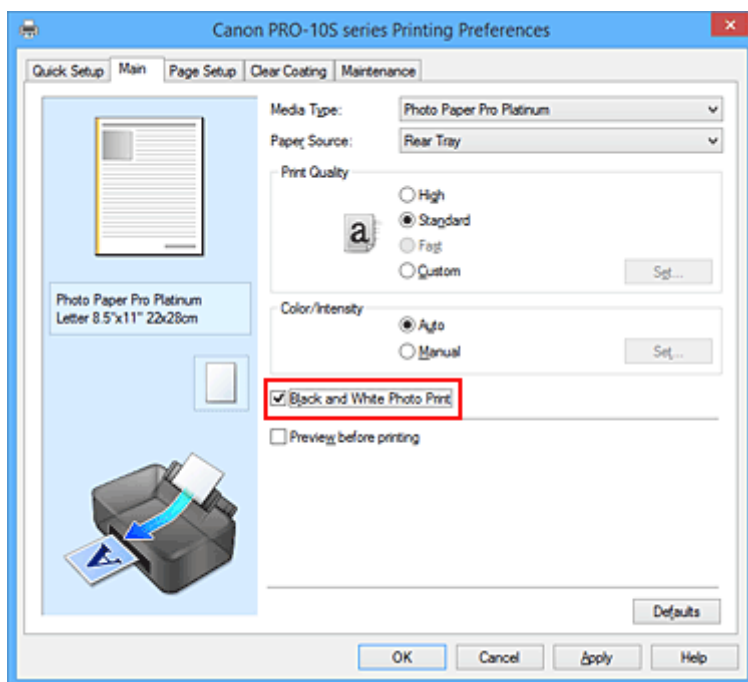 Canon PRO-10S series Printing Preferences
Quick Setup Main Page Setup Clear Coating Maintenance
Media Type: Photo Paper Pro Platinum
Paper Source: Rear Tray
Print Quality
High
a
Standard
Fast
Custom Set...
Photo Paper Pro Platinum
Letter 8.5"x11" 22x28cm
Color/Intensity
Auto
Manual Set...
Black and White Photo Print
Preview before printing
A
Defaults
OK Cancel Apply Help